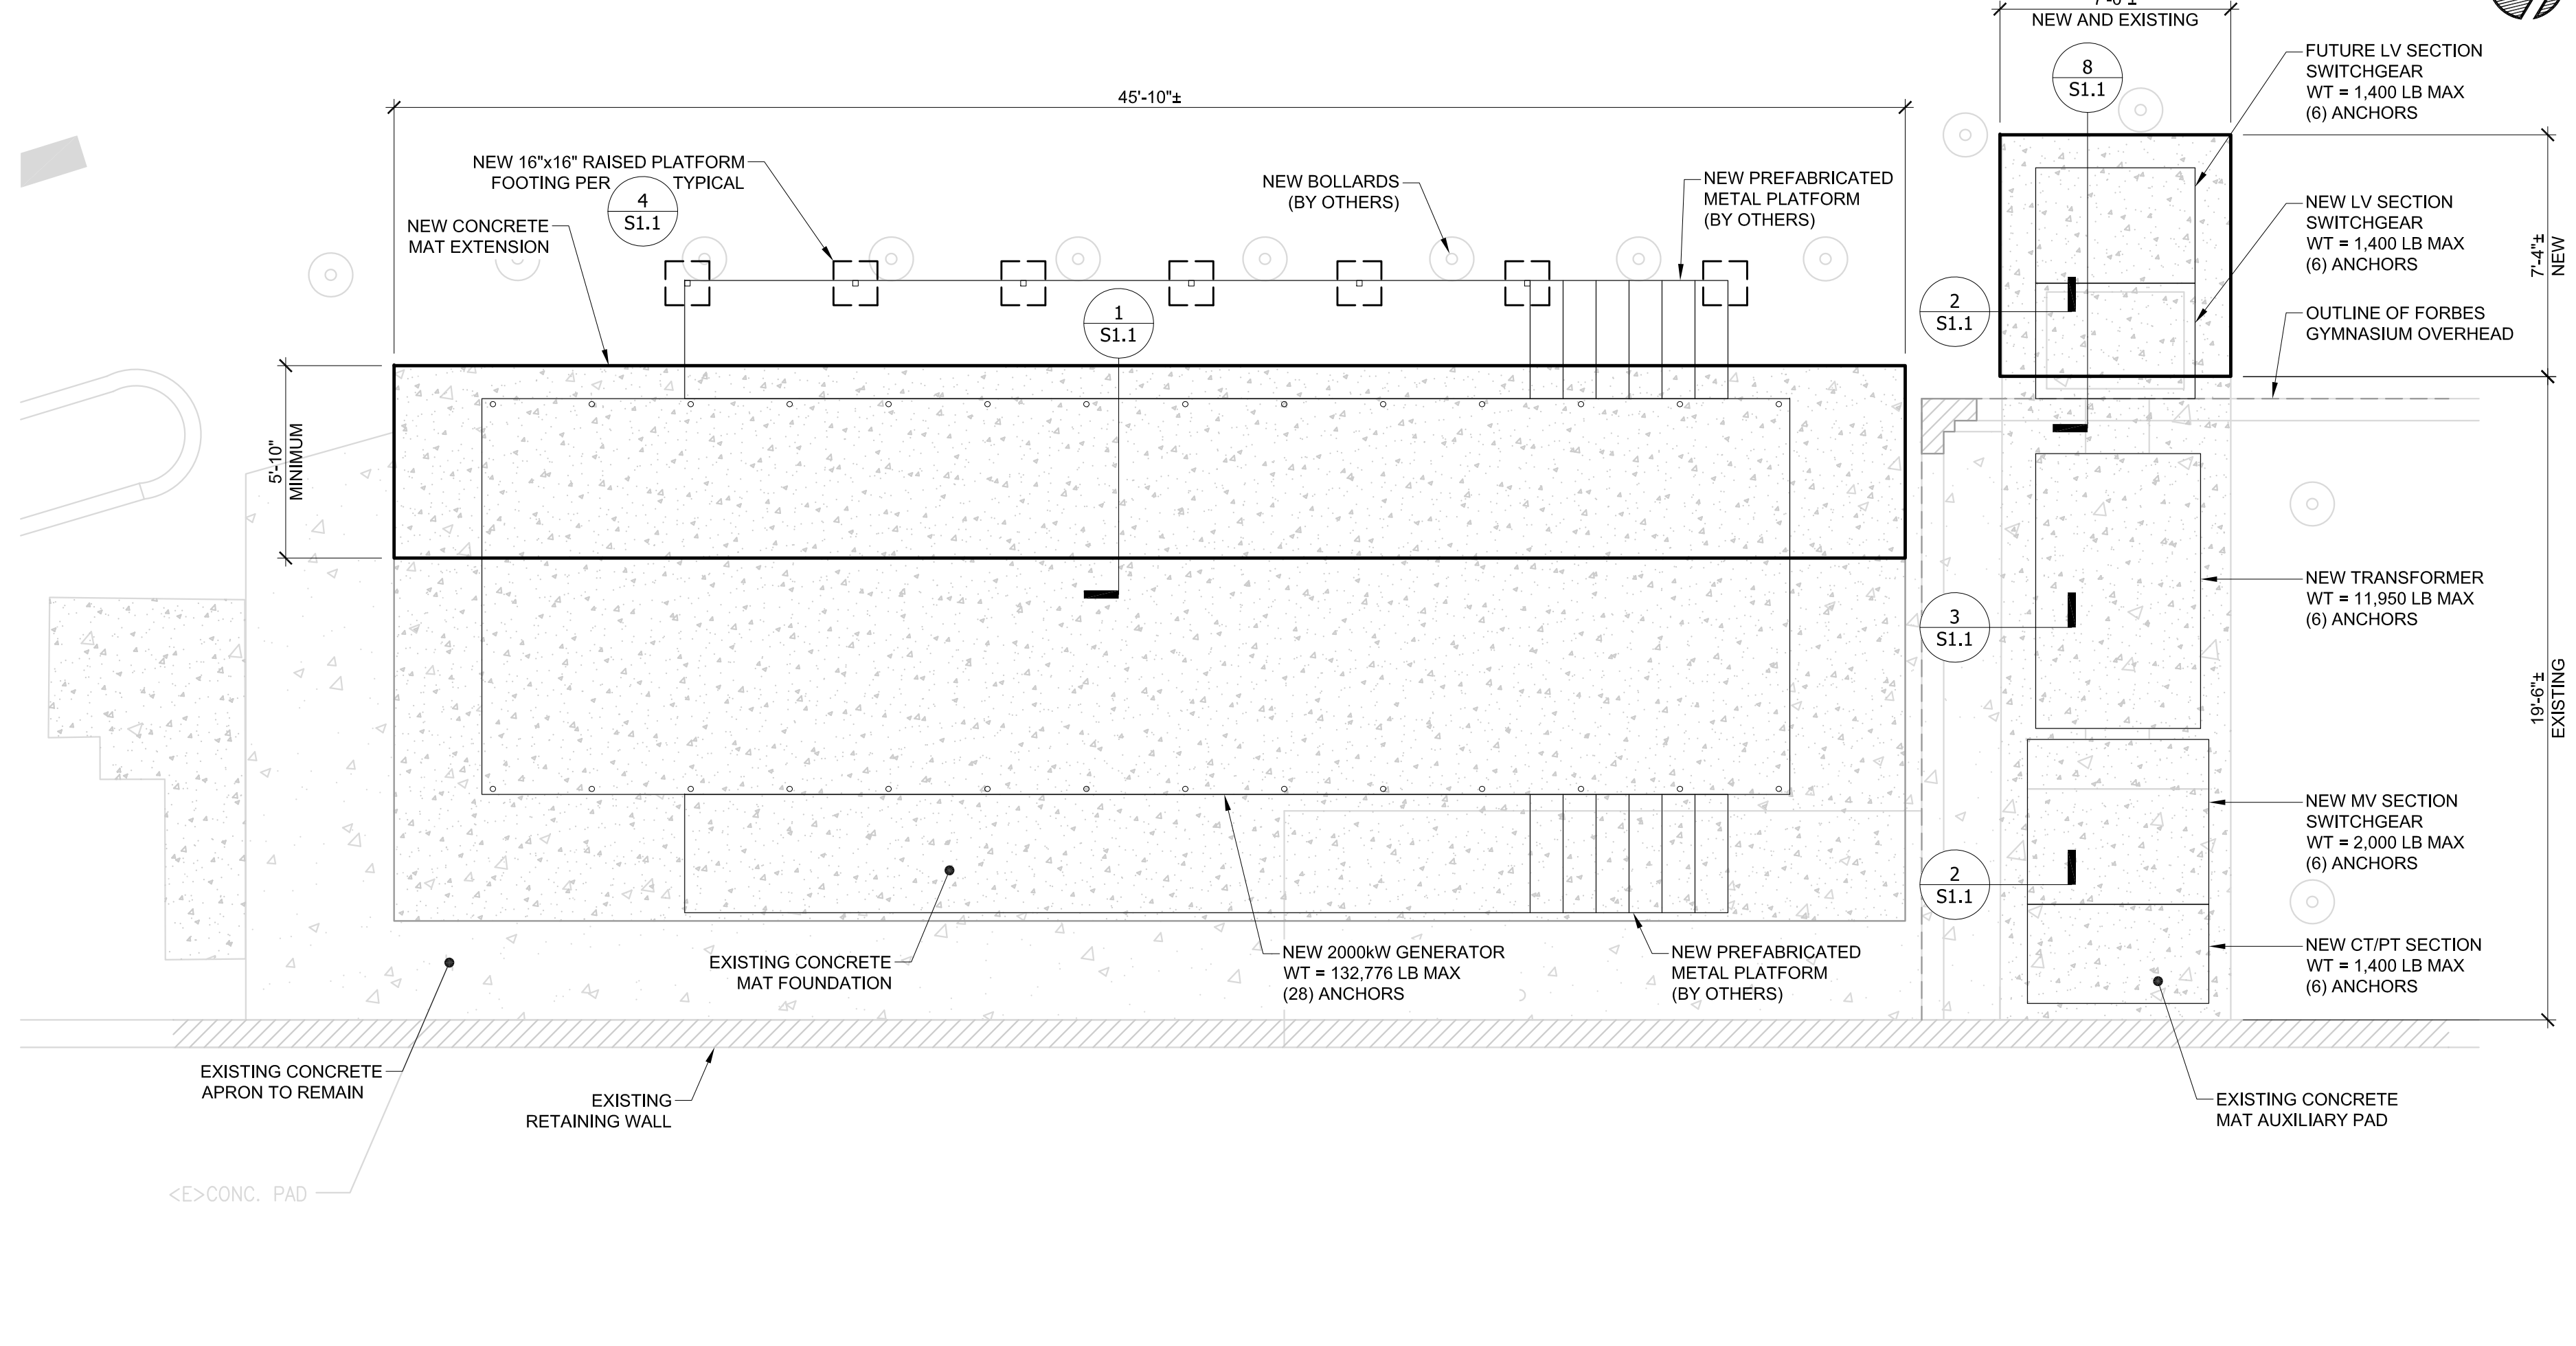 NEW AND EXISTING
8
S1.1
FUTURE LV SECTION
SWITCHGEAR
WT = 1,400 LB MAX
(6) ANCHORS
45'-10"±
NEW 16"x16" RAISED PLATFORM
FOOTING PER TYPICAL
4
S1.1
NEW CONCRETE
MAT EXTENSION
NEW BOLLARDS
(BY OTHERS)
NEW PREFABRICATED
METAL PLATFORM
(BY OTHERS)
NEW LV SECTION
SWITCHGEAR
WT = 1,400 LB MAX
(6) ANCHORS
7'-4"±
NEW
2
S1.1
1
S1.1
OUTLINE OF FORBES
GYMNASIUM OVERHEAD
5'-10"
MINIMUM
3
S1.1
NEW TRANSFORMER
WT = 11,950 LB MAX
(6) ANCHORS
19'-6"±
EXISTING
NEW MV SECTION
SWITCHGEAR
WT = 2,000 LB MAX
(6) ANCHORS
2
S1.1
EXISTING CONCRETE
MAT FOUNDATION
NEW 2000kW GENERATOR
WT = 132,776 LB MAX
(28) ANCHORS
NEW PREFABRICATED
METAL PLATFORM
(BY OTHERS)
NEW CT/PT SECTION
WT = 1,400 LB MAX
(6) ANCHORS
EXISTING CONCRETE
APRON TO REMAIN
EXISTING
RETAINING WALL
EXISTING CONCRETE
MAT AUXILIARY PAD
<E>CONC. PAD